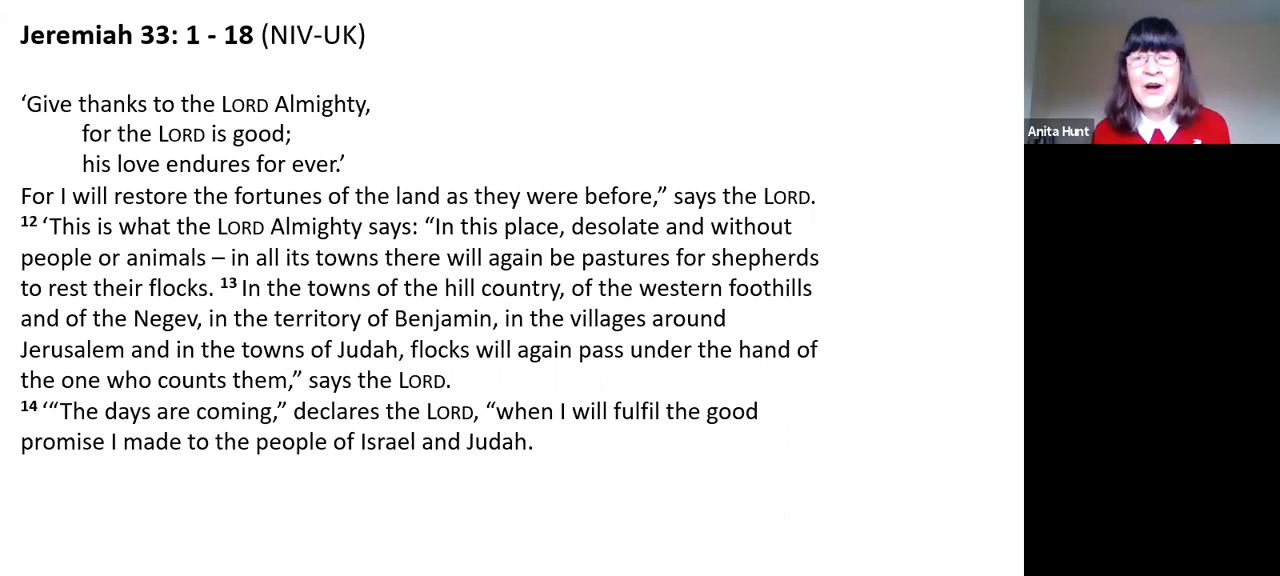 Jeremiah 33: 1 - 18 (NIV-UK)
‘Give thanks to the LORD Almighty,
for the LORD is good;
his love endures for ever.’
For I will restore the fortunes of the land as they were before,” says the LORD.
12 ‘This is what the LORD Almighty says: “In this place, desolate and without
people or animals – in all its towns there will again be pastures for shepherds
to rest their flocks. 13 In the towns of the hill country, of the western foothills
and of the Negev, in the territory of Benjamin, in the villages around
Jerusalem and in the towns of Judah, flocks will again pass under the hand of
the one who counts them,” says the LORD.
14 ‘“The days are coming,” declares the LORD, “when I will fulfil the good
promise I made to the people of Israel and Judah.
Anita Hunt